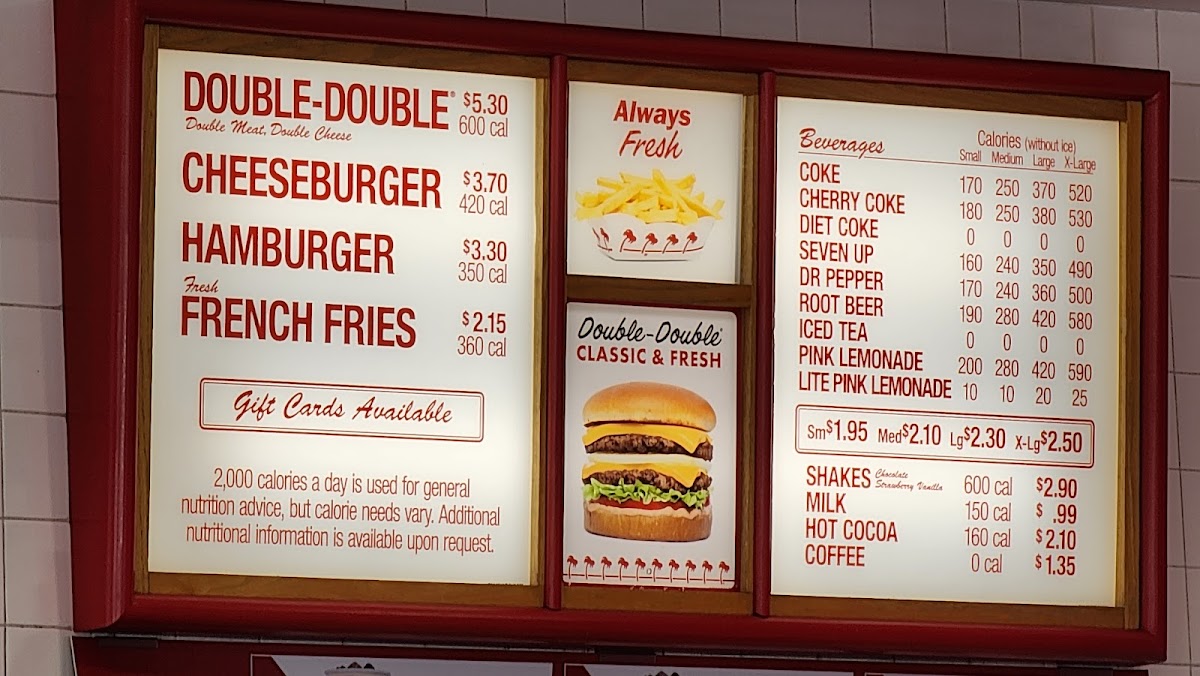 DOUBLE-DOUBLE® $5.30
Double Meat, Double Cheese 600 cal
CHEESEBURGER $3.70
420 cal
HAMBURGER $3.30
350 cal
Fresh
FRENCH FRIES $2.15
360 cal
Gift Cards Available
2,000 calories a day is used for general
nutrition advice, but calorie needs vary. Additional
nutritional information is available upon request.
Always
Fresh
Double-Double®
CLASSIC & FRESH
Beverages Calories (without ice)
Small Medium Large X-Large
COKE 170 250 370 520
CHERRY COKE 180 250 380 530
DIET COKE 0 0 0 0
SEVEN UP 160 240 350 490
DR PEPPER 170 240 360 500
ROOT BEER 190 280 420 580
ICED TEA 0 0 0 0
PINK LEMONADE 200 280 420 590
LITE PINK LEMONADE 10 10 20 25
Sm$1.95 Med$2.10 Lg$2.30 X-Lg$2.50
SHAKES Chocolate Strawberry Vanilla 600 cal $2.90
MILK 150 cal $ .99
HOT COCOA 160 cal $2.10
COFFEE 0 cal $1.35